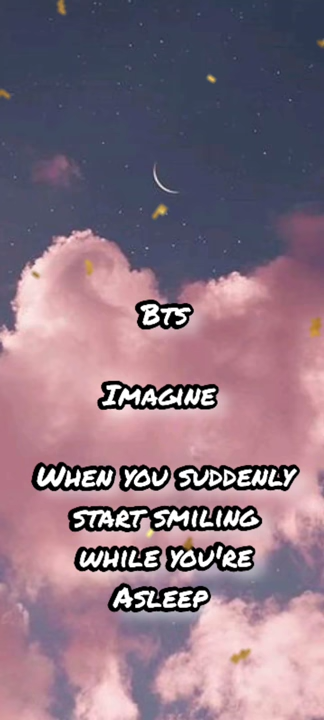 Bts
Imagine
When you suddenly
start smiling
while you're
Asleep